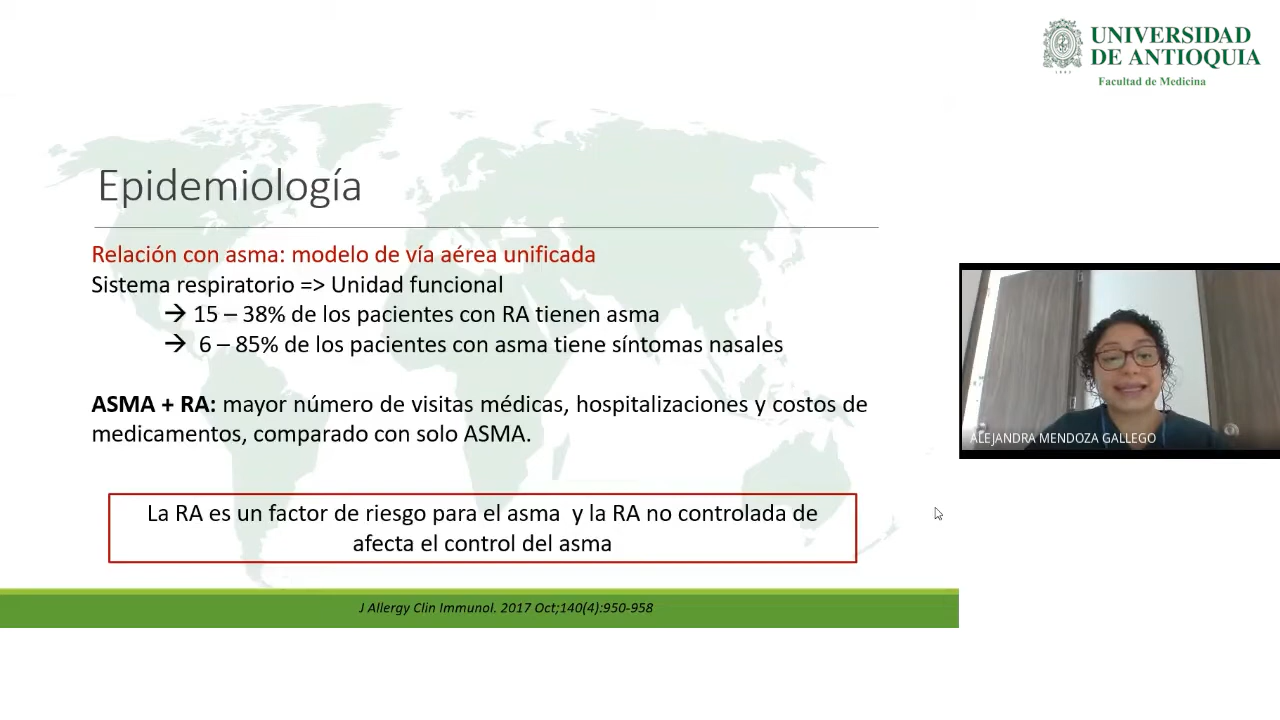 UNIVERSIDAD
DE ANTIOQUIA
1803
Facultad de Medicina
Epidemiología
Relación con asma: modelo de vía aérea unificada
Sistema respiratorio => Unidad funcional
→ 15 – 38% de los pacientes con RA tienen asma
→ 6 – 85% de los pacientes con asma tiene síntomas nasales
ASMA + RA: mayor número de visitas médicas, hospitalizaciones y costos de
medicamentos, comparado con solo ASMA.
La RA es un factor de riesgo para el asma y la RA no controlada de
afecta el control del asma
J Allergy Clin Immunol. 2017 Oct;140(4):950-958
ALEJANDRA MENDOZA GALLEGO